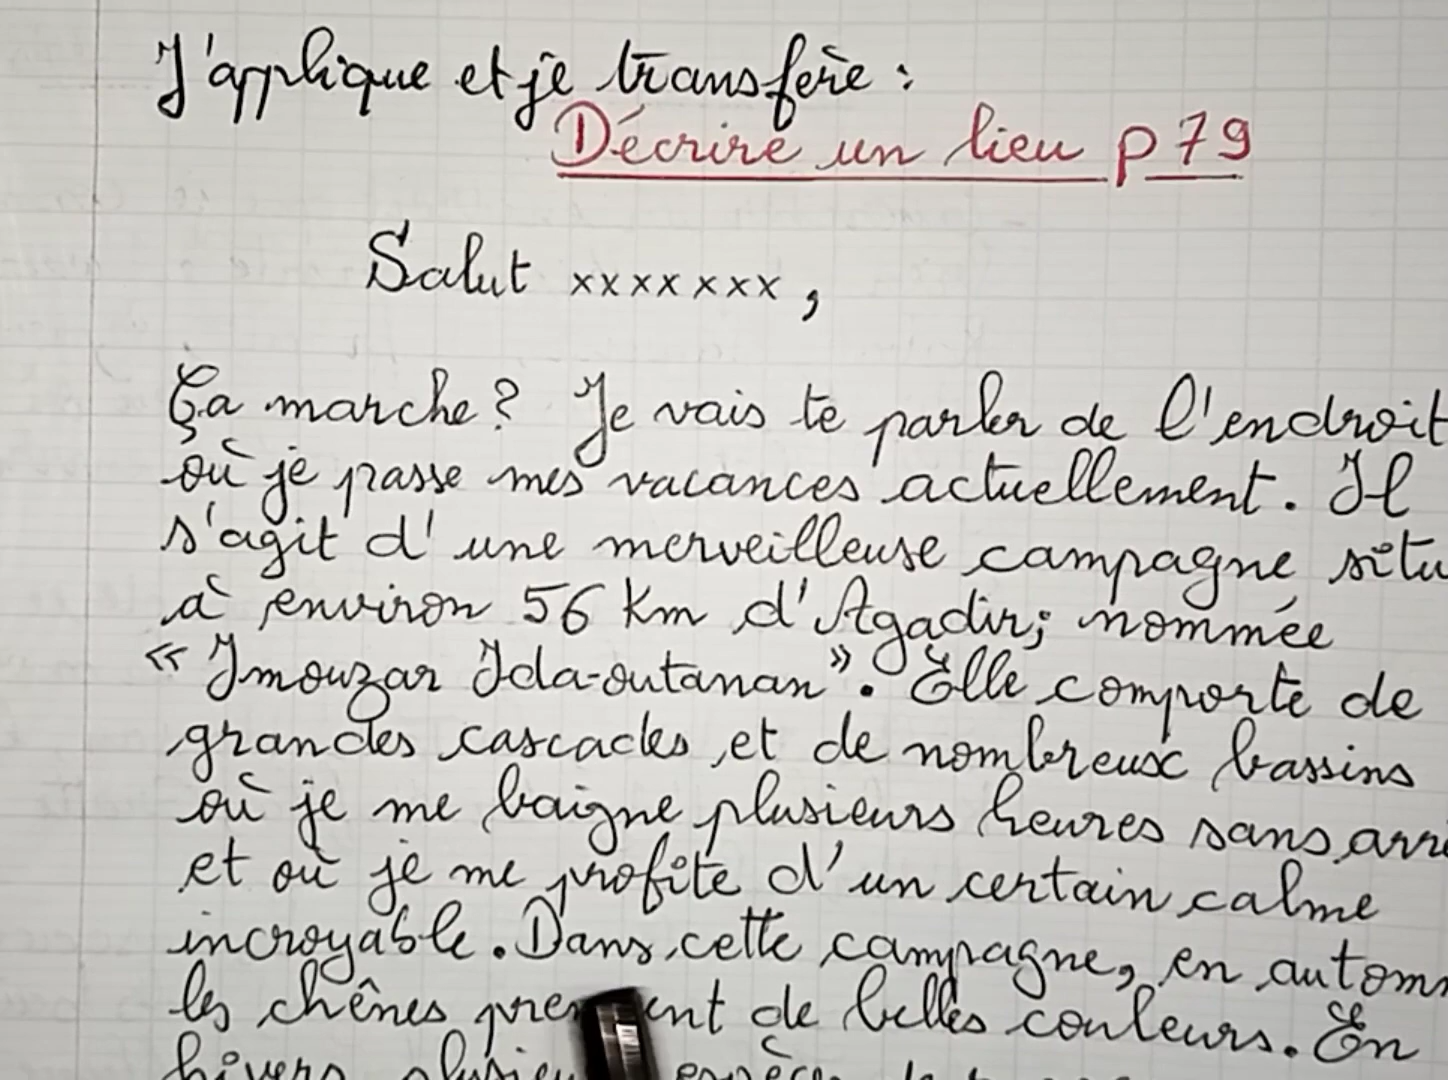 J'applique et je transfère :
Décrire un lieu p 79
Salut xxxxxxx,
Ça marche ? Je vais te parler de l'endroit
où je passe mes vacances actuellement. Il
s'agit d'une merveilleuse campagne situ
à environ 56 Km d'Agadir; nommée
« Imouzar Ida-outanan ». Elle comporte de
grandes cascades et de nombreux bassins
où je me baigne plusieurs heures sans arrê
et où je me profite d'un certain calme
incroyable. Dans cette campagne, en autom
les chênes prennent de belles couleurs. En